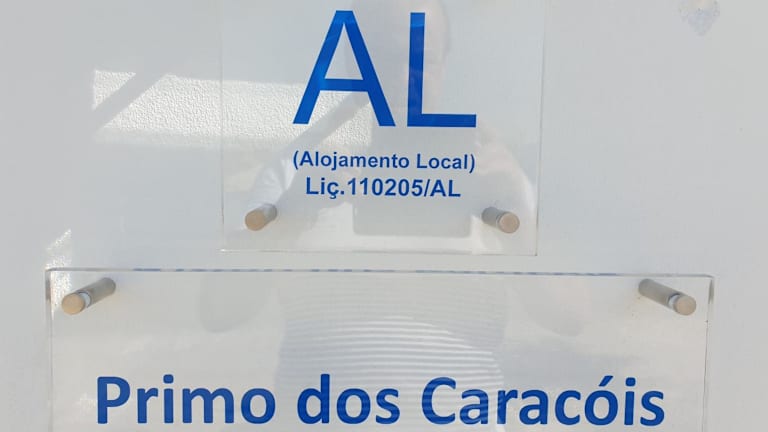 AL
(Alojamento Local)
Liç.110205/AL
Primo dos Caracóis